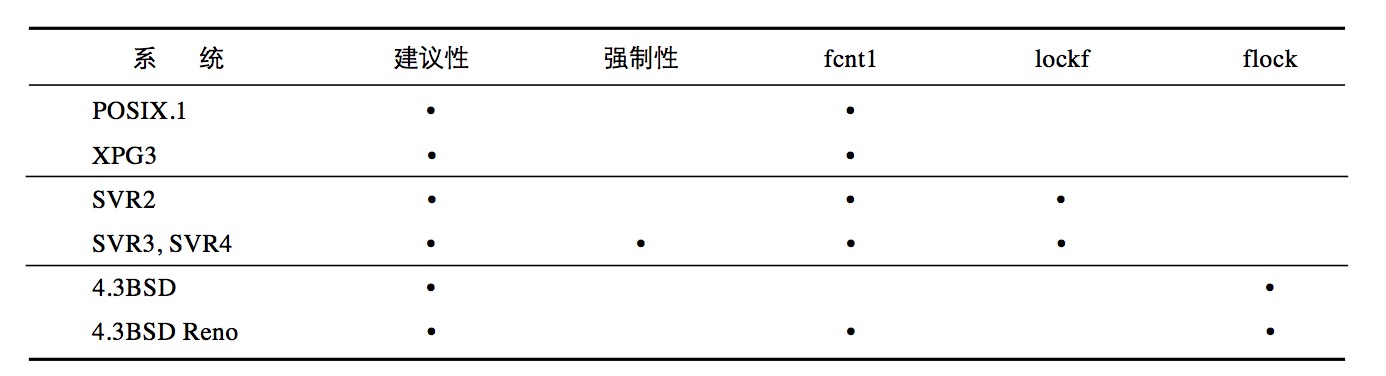 系 统 建议性 强制性 fcnt1 lockf flock
POSIX.1 • •
XPG3 • •
SVR2 • • •
SVR3, SVR4 • • • •
4.3BSD • •
4.3BSD Reno • • •